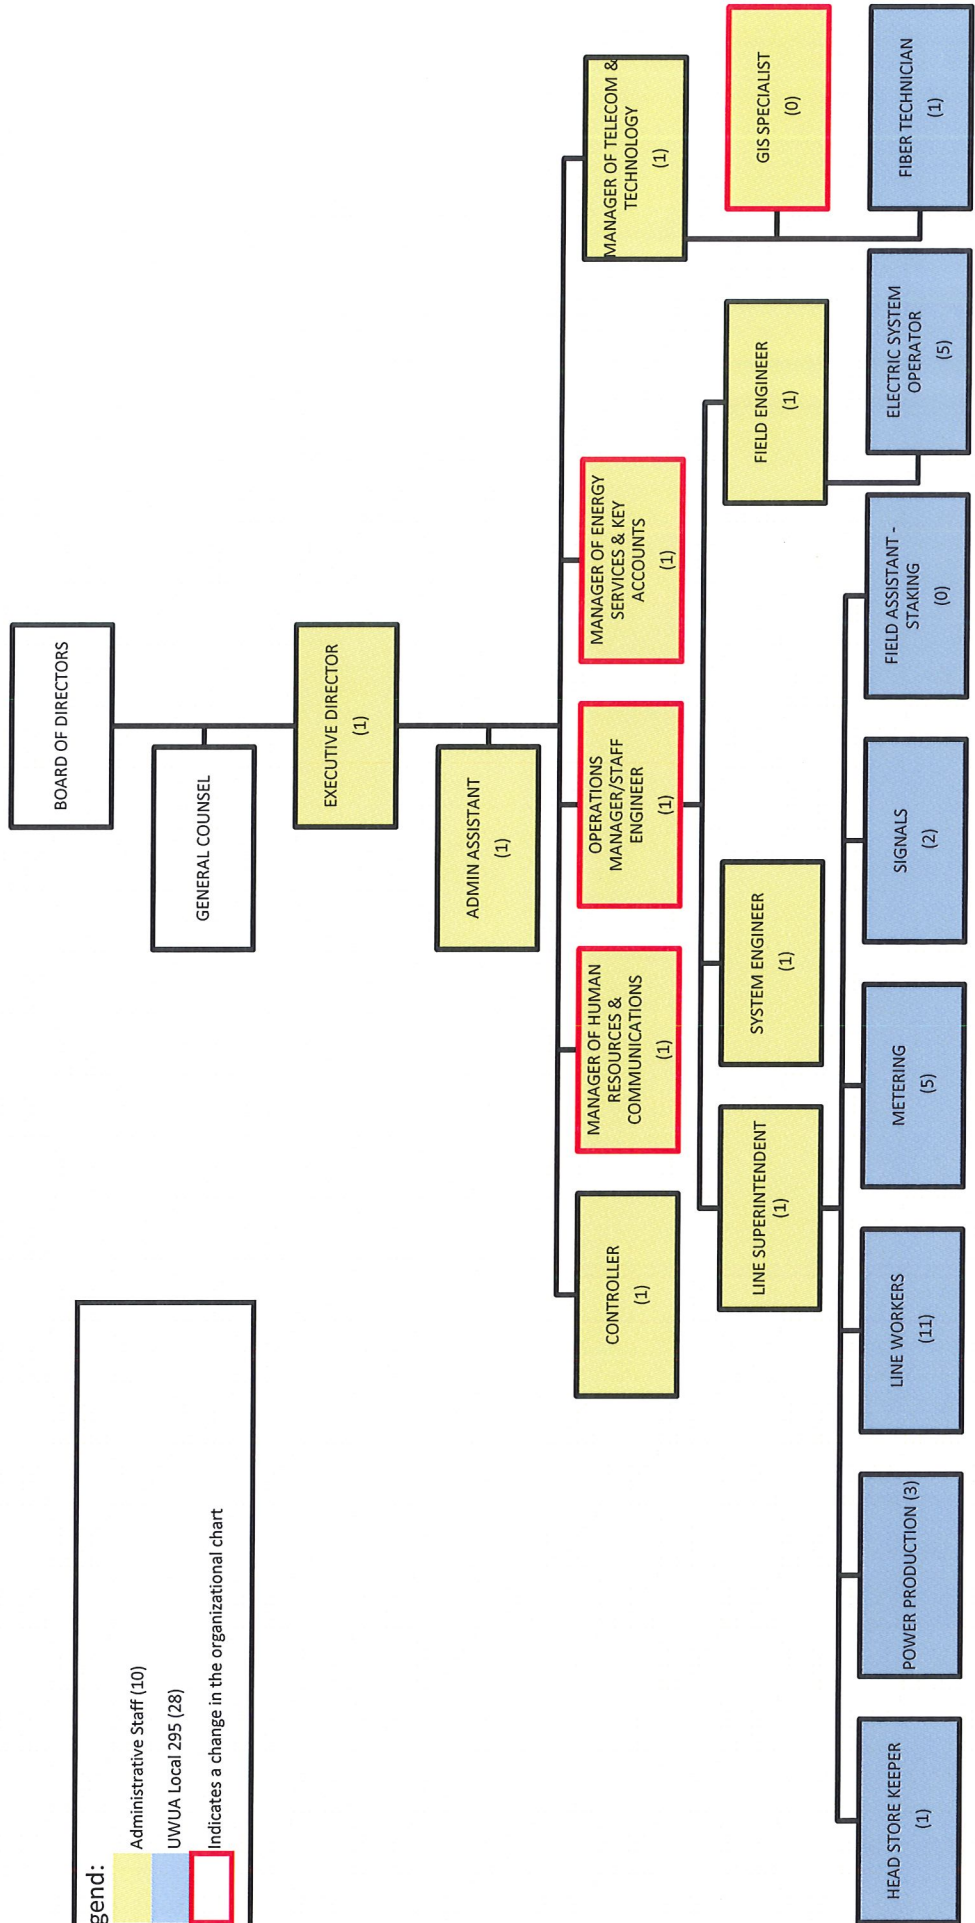 BOARD OF DIRECTORS
GENERAL COUNSEL
EXECUTIVE DIRECTOR
(1)
ADMIN ASSISTANT
(1)
CONTROLLER
(1)
MANAGER OF HUMAN
RESOURCES &
COMMUNICATIONS
(1)
OPERATIONS
MANAGER/STAFF
ENGINEER
(1)
MANAGER OF ENERGY
SERVICES & KEY
ACCOUNTS
(1)
MANAGER OF TELECOM &
TECHNOLOGY
(1)
LINE SUPERINTENDENT
(1)
SYSTEM ENGINEER
(1)
FIELD ENGINEER
(1)
GIS SPECIALIST
(0)
HEAD STORE KEEPER
(1)
POWER PRODUCTION (3)
LINE WORKERS
(11)
METERING
(5)
SIGNALS
(2)
FIELD ASSISTANT -
STAKING
(0)
ELECTRIC SYSTEM
OPERATOR
(5)
FIBER TECHNICIAN
(1)
gend:
Administrative Staff (10)
UWUA Local 295 (28)
Indicates a change in the organizational chart